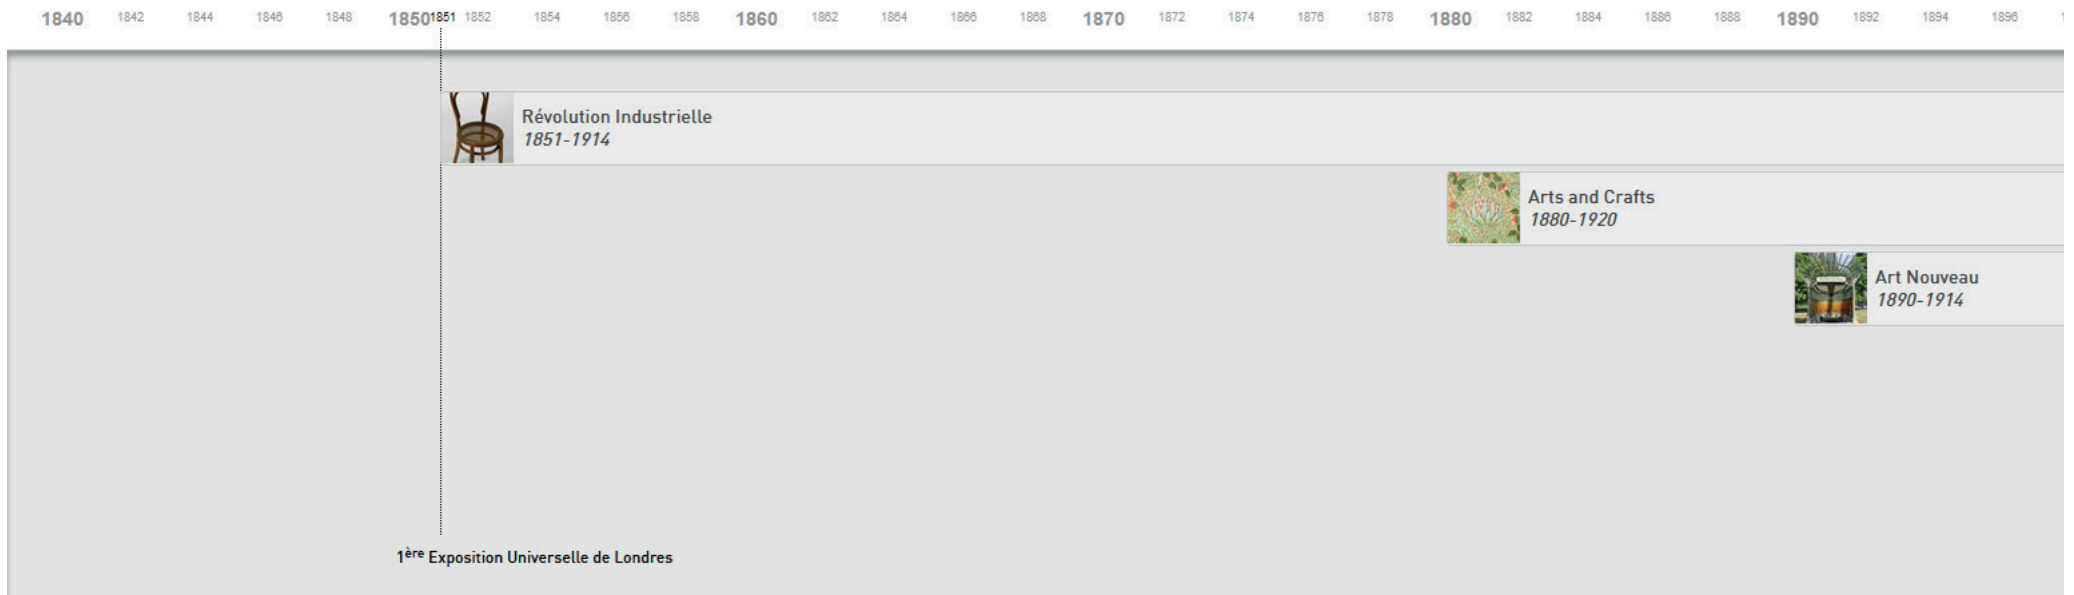 1840 1842 1844 1846 1848 1850 1851 1852 1854 1856 1858 1860 1862 1864 1866 1868 1870 1872 1874 1876 1878 1880 1882 1884 1886 1888 1890 1892 1894 1896
Révolution Industrielle
1851-1914
Arts and Crafts
1880-1920
Art Nouveau
1890-1914
1ère Exposition Universelle de Londres